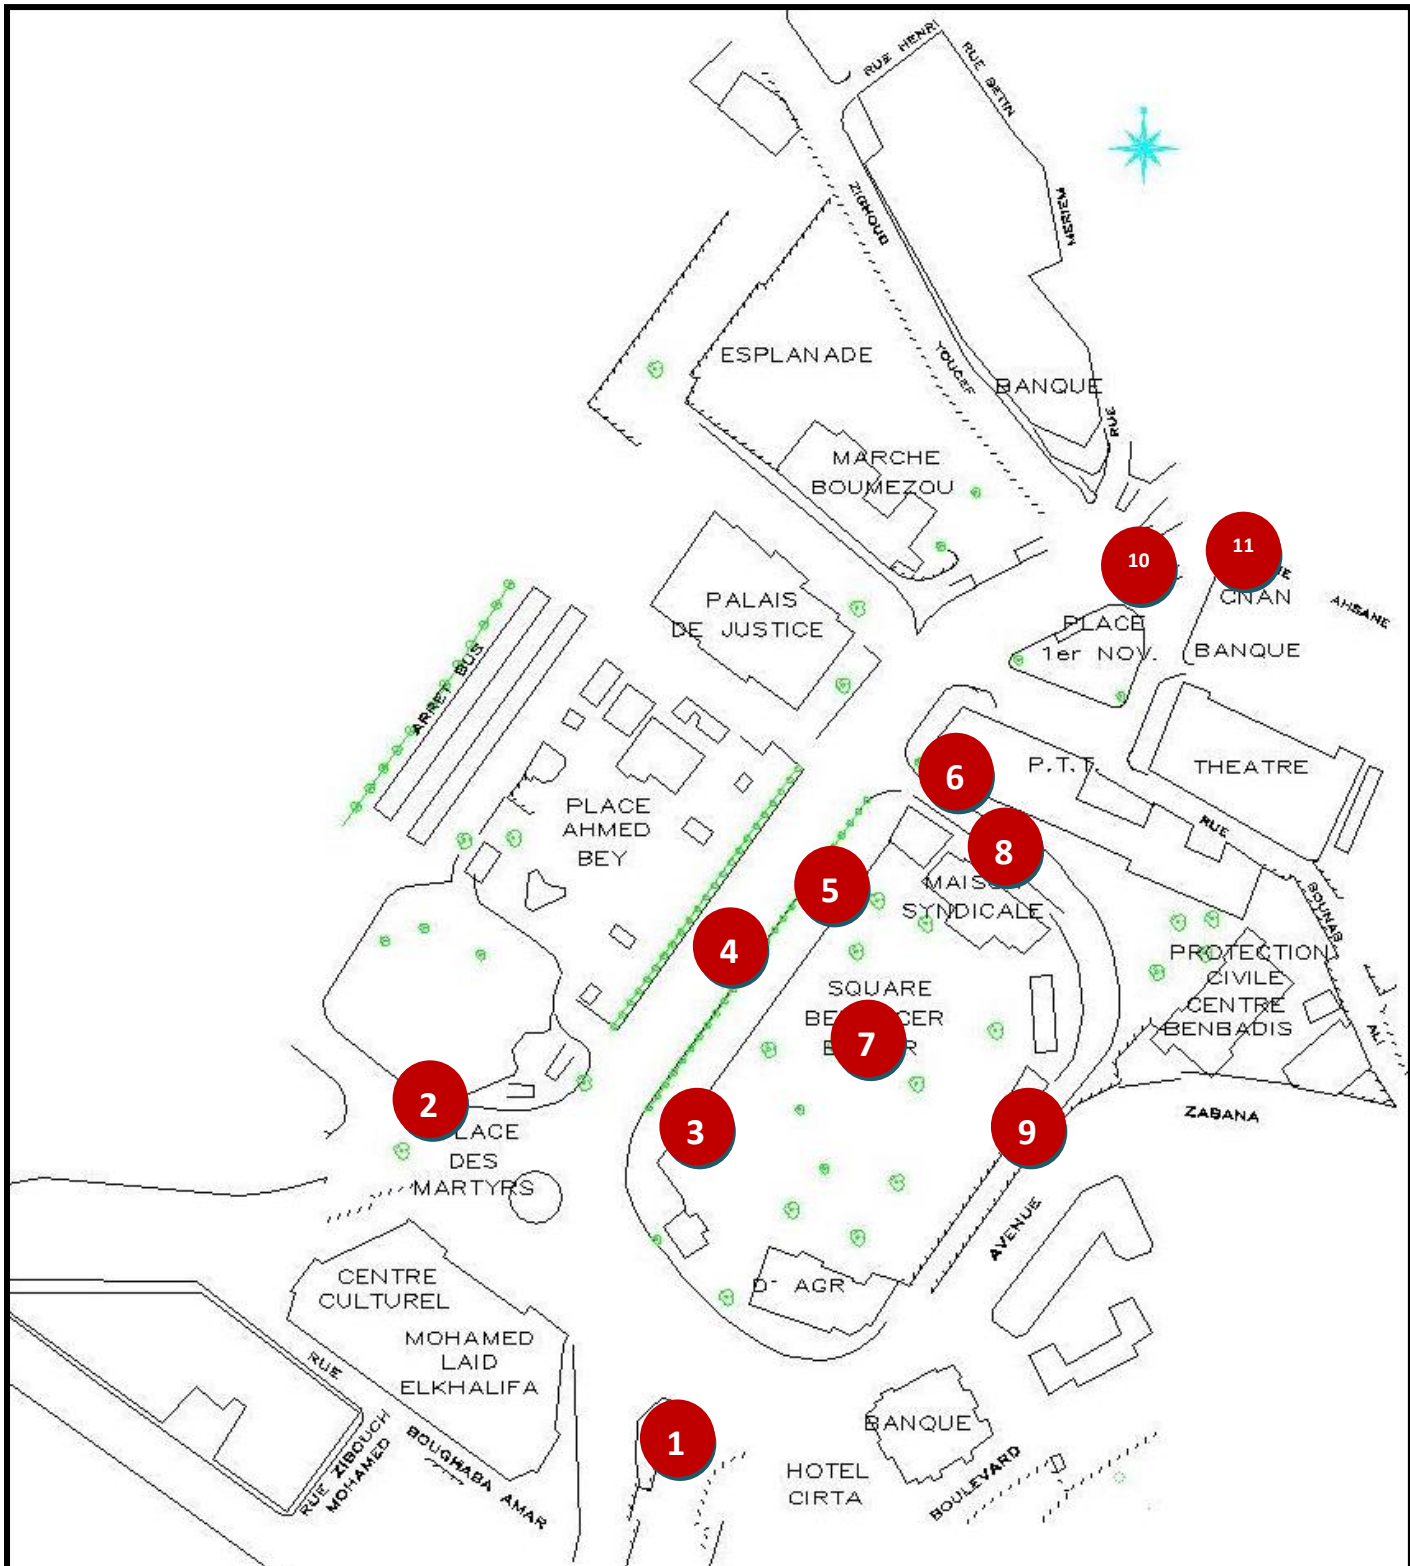 RUE HENRI
RUE BETIN
ZIGHOUD
MERIEM
ESPLANADE
YOUCEF
BANQUE
RUE
MARCHE
BOUMEZOU
10
11
CNAN
AHSANE
PALAIS
DE JUSTICE
PLACE
1er NOV.
BANQUE
ARRET BUS
6
P.T.T.
THEATRE
PLACE
AHMED
BEY
RUE
8
5
MAIS
SYNDICALE
BOUNAB
4
PROTECTION
CIVILE
CENTRE
BENBADIS
SQUARE
7
ALI
2
3
9
ZABANA
LACE
DES
MARTYRS
AVENUE
CENTRE
CULTUREL
D- AGR
MOHAMED
LAID
ELKHALIFA
RUE
BOUGHABA AMAR
RUE ZIBOUCH
MOHAMED
1
BANQUE
HOTEL
CIRTA
BOULEVARD